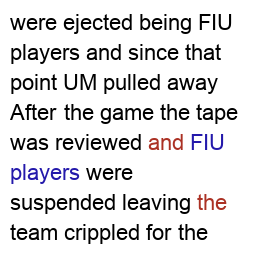 were ejected being FIU
players and since that
point UM pulled away
After the game the tape
was reviewed and FIU
players were
suspended leaving the
team crippled for the